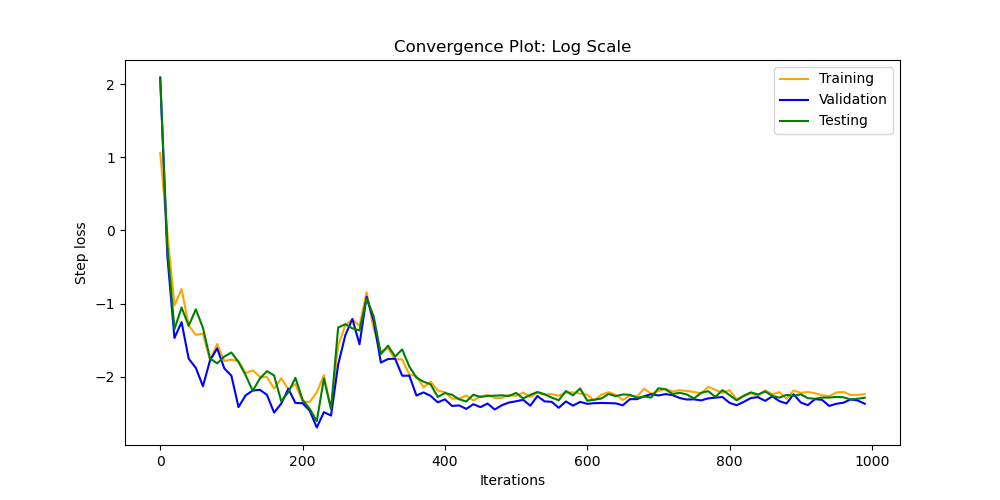 Convergence Plot: Log Scale
Training
Validation
Testing
2
1
0
−1
−2
Step loss
0
200
400
600
800
1000
Iterations